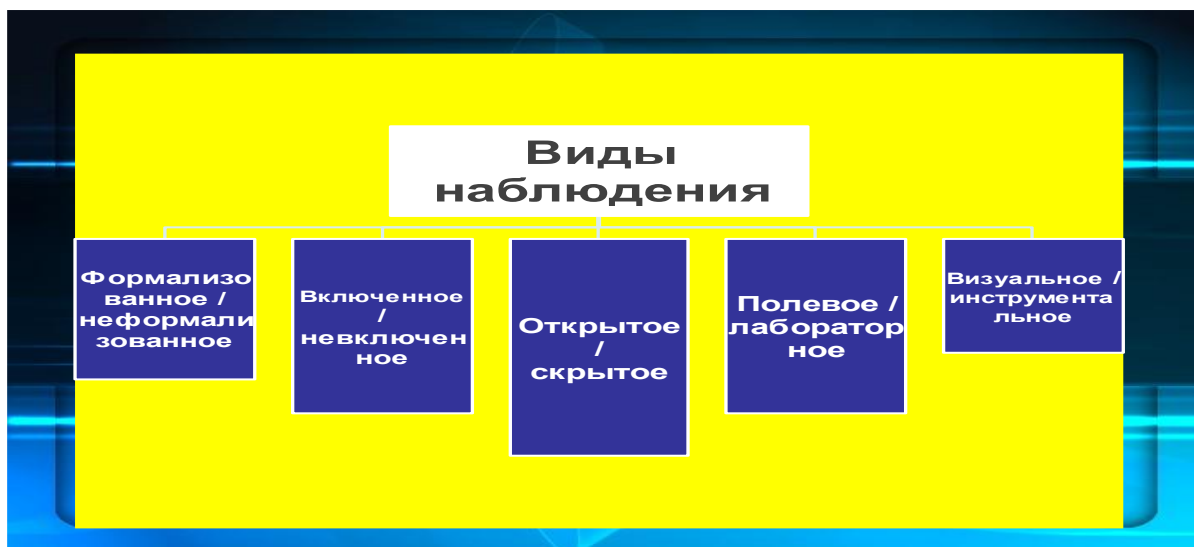 Виды
наблюдения
Формализо
ванное /
неформали
зованное
Включенное
/
невключен
ное
Открытое
/
скрытое
Полевое /
лаборатор
ное
Визуальное /
инструмента
льное